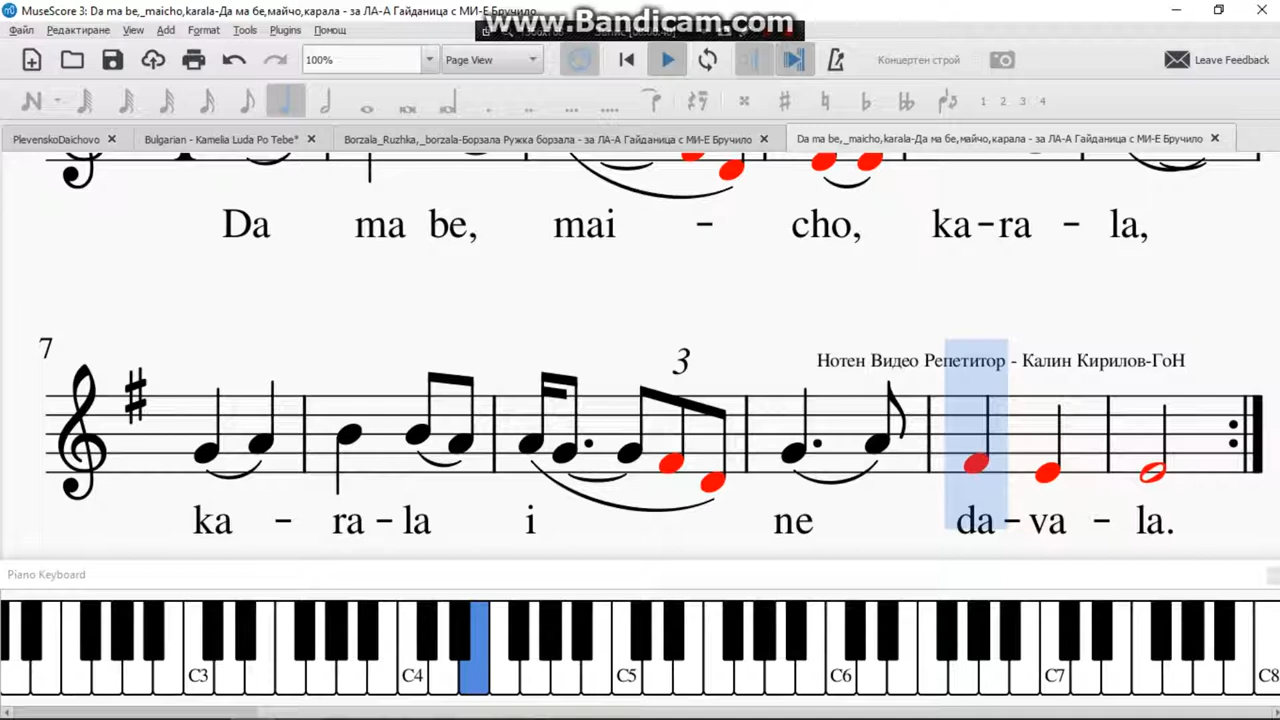 MuseScore 3: Da ma be,_maicho,karala-Да ма бе,майчо,карала - за ЛА-А Гайданица с МИ-Е Бручило
www.Bandicam.com
Файл Редактиране View Add Format Tools Plugins Помощ
100% Page View Концертен строй Leave Feedback
1 2 3 4
PlevenskoDaichovo Bulgarian - Kamelia Luda Po Tebe* Borzala_Ruzhka,_borzala-Борзала Ружка борзала - за ЛА-А Гайданица с МИ-Е Бручило Da ma be,_maicho,karala-Да ма бе,майчо,карала - за ЛА-А Гайданица с МИ-Е Бручило
Da ma be, mai - cho, ka-ra - la,
7
3
Нотен Видео Репетитор - Калин Кирилов-ГоН
ka - ra-la i ne da-va - la.
Piano Keyboard
C3 C4 C5 C6 C7 C8